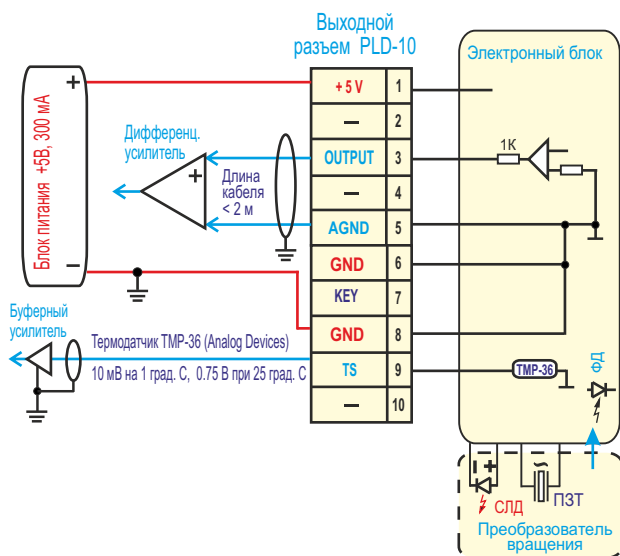 Выходной
разъем PLD-10
Электронный блок
Блок питания +5В, 300 мА
+
−
Дифференц.
усилитель
+
Длина
кабеля
< 2 м
+ 5 V 1
— 2
OUTPUT 3
— 4
AGND 5
GND 6
KEY 7
GND 8
TS 9
— 10
1К
Буферный
усилитель
Термодатчик TMP-36 (Analog Devices)
10 мВ на 1 град. С, 0.75 В при 25 град. С
TMP-36
ФД
− +
~
СЛД
ПЗТ
Преобразователь
вращения